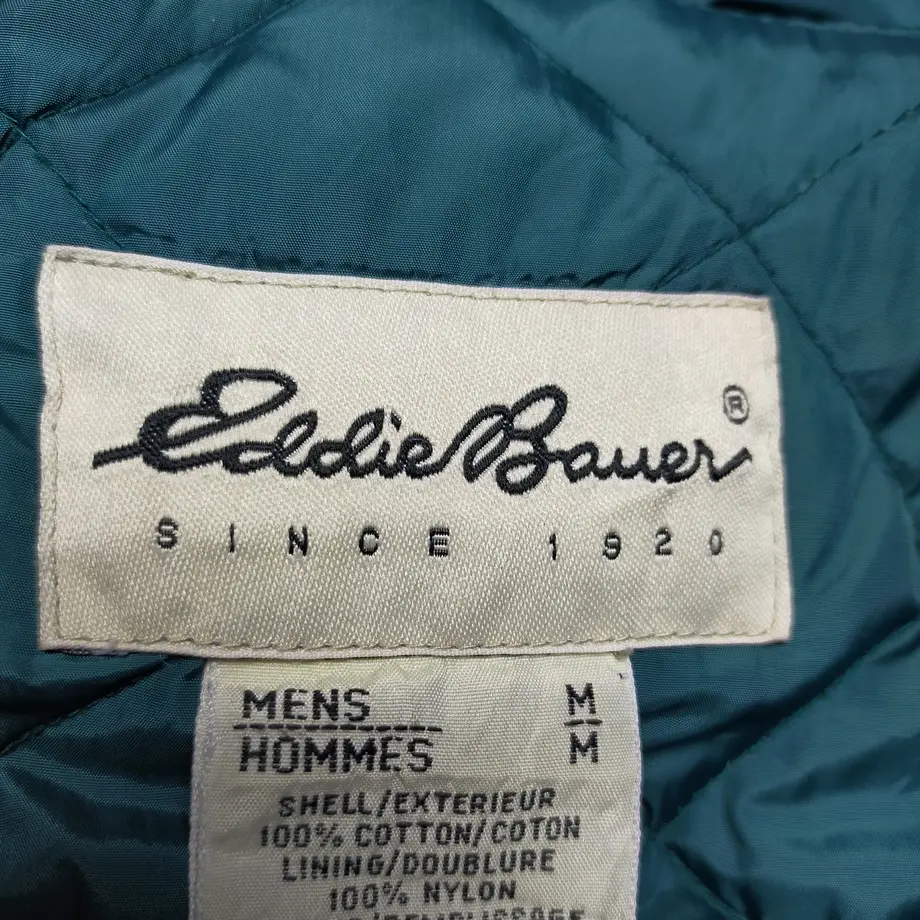 Eddie Bauer®
SINCE 1920
MENS M
HOMMES M
SHELL/EXTERIEUR
100% COTTON/COTON
LINING/DOUBLURE
100% NYLON